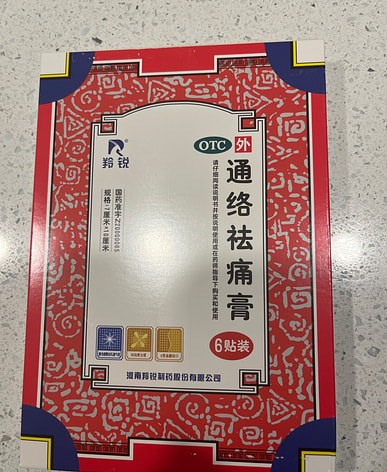 OTC 外
通络祛痛膏
请仔细阅读说明书并按说明使用或在药师指导下购买和使用
6贴装
羚锐
国药准字Z20000065
规格:7厘米×10厘米
河南羚锐制药股份有限公司